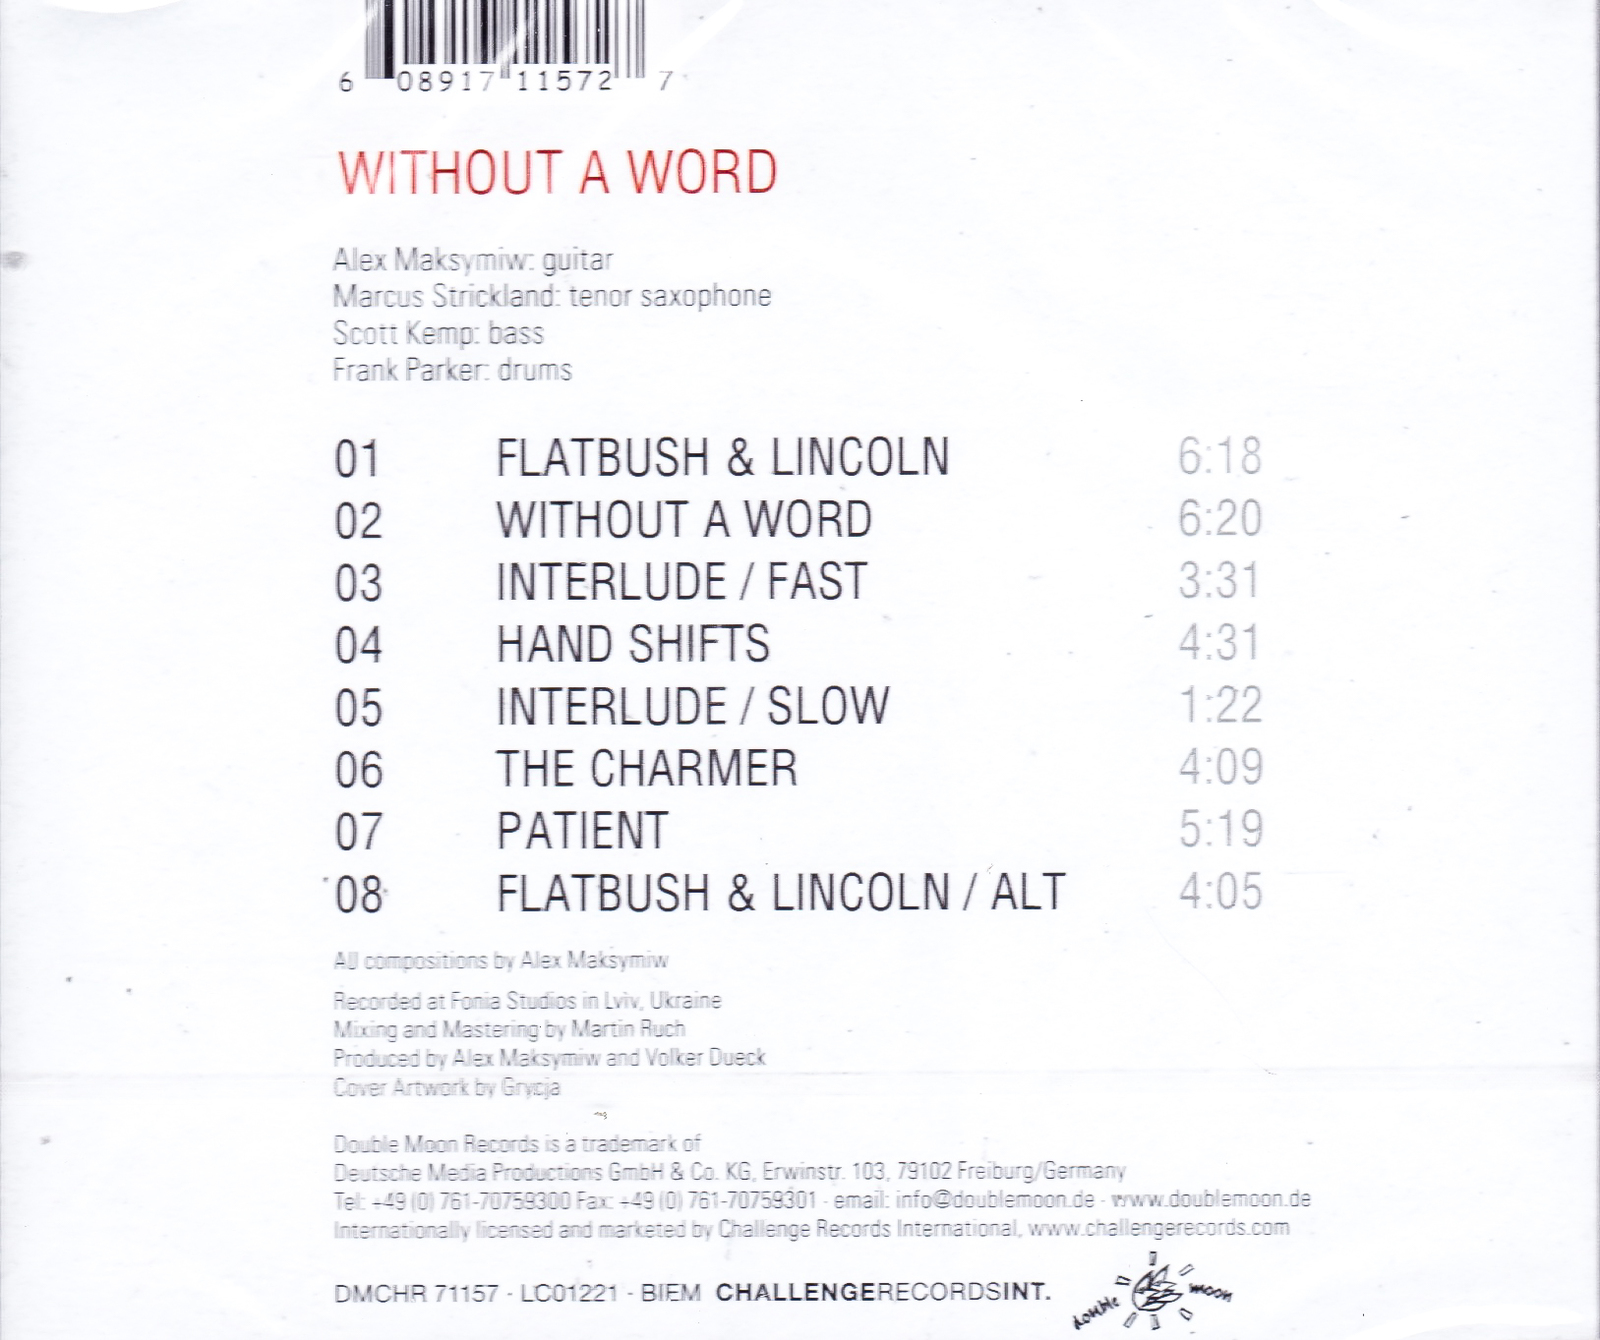 6 08917 11572 7
WITHOUT A WORD
Alex Maksymiw: guitar
Marcus Strickland: tenor saxophone
Scott Kemp: bass
Frank Parker: drums
01 FLATBUSH & LINCOLN 6:18
02 WITHOUT A WORD 6:20
03 INTERLUDE / FAST 3:31
04 HAND SHIFTS 4:31
05 INTERLUDE / SLOW 1:22
06 THE CHARMER 4:09
07 PATIENT 5:19
08 FLATBUSH & LINCOLN / ALT 4:05
All compositions by Alex Maksymiw
Recorded at Fonia Studios in Lviv, Ukraine
Mixing and Mastering by Martin Ruch
Produced by Alex Maksymiw and Volker Dueck
Cover Artwork by Grycja
Double Moon Records is a trademark of
Deutsche Media Productions GmbH & Co. KG, Erwinstr. 103, 79102 Freiburg/Germany
Tel: +49 (0) 761-70759300 Fax: +49 (0) 761-70759301 - email: info@doublemoon.de - www.doublemoon.de
Internationally licensed and marketed by Challenge Records International, www.challengerecords.com
DMCHR 71157 - LC01221 - BIEM CHALLENGERECORDSINT.
double moon